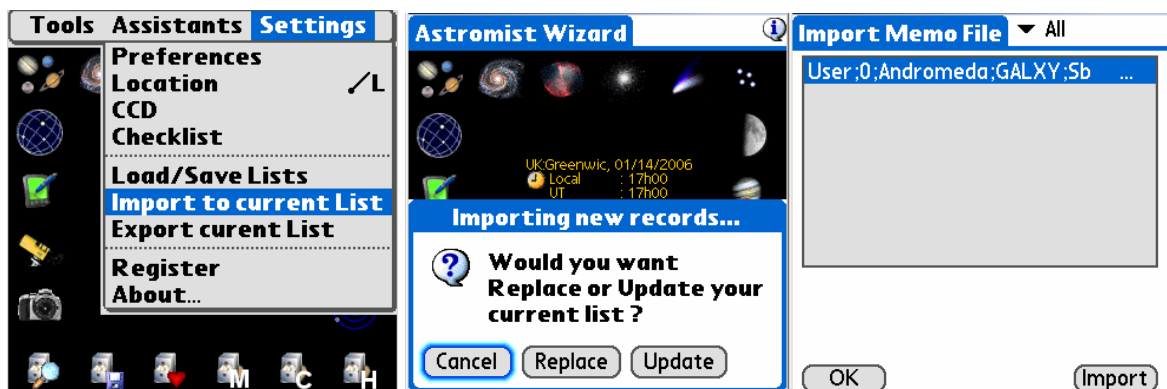 Tools Assistants Settings
Preferences
Location /L
CCD
Checklist
Load/Save Lists
Import to current List
Export curent List
Register
About...
M C H
Astromist Wizard
UK:Greenwic, 01/14/2006
Local : 17h00
UT : 17h00
Importing new records...
Would you want
Replace or Update your
current list ?
Cancel Replace Update
Import Memo File All
User;0;Andromeda;GALXY;Sb ...
OK Import